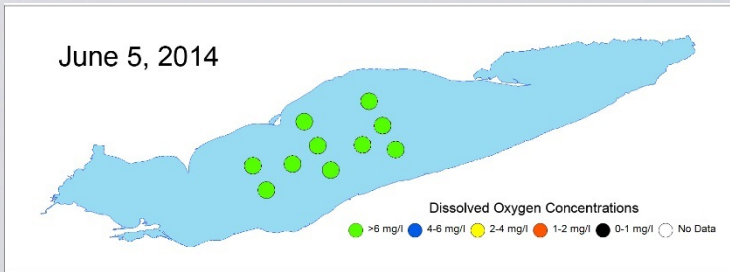 June 5, 2014
Dissolved Oxygen Concentrations
>6 mg/l 4-6 mg/l 2-4 mg/l 1-2 mg/l 0-1 mg/l No Data